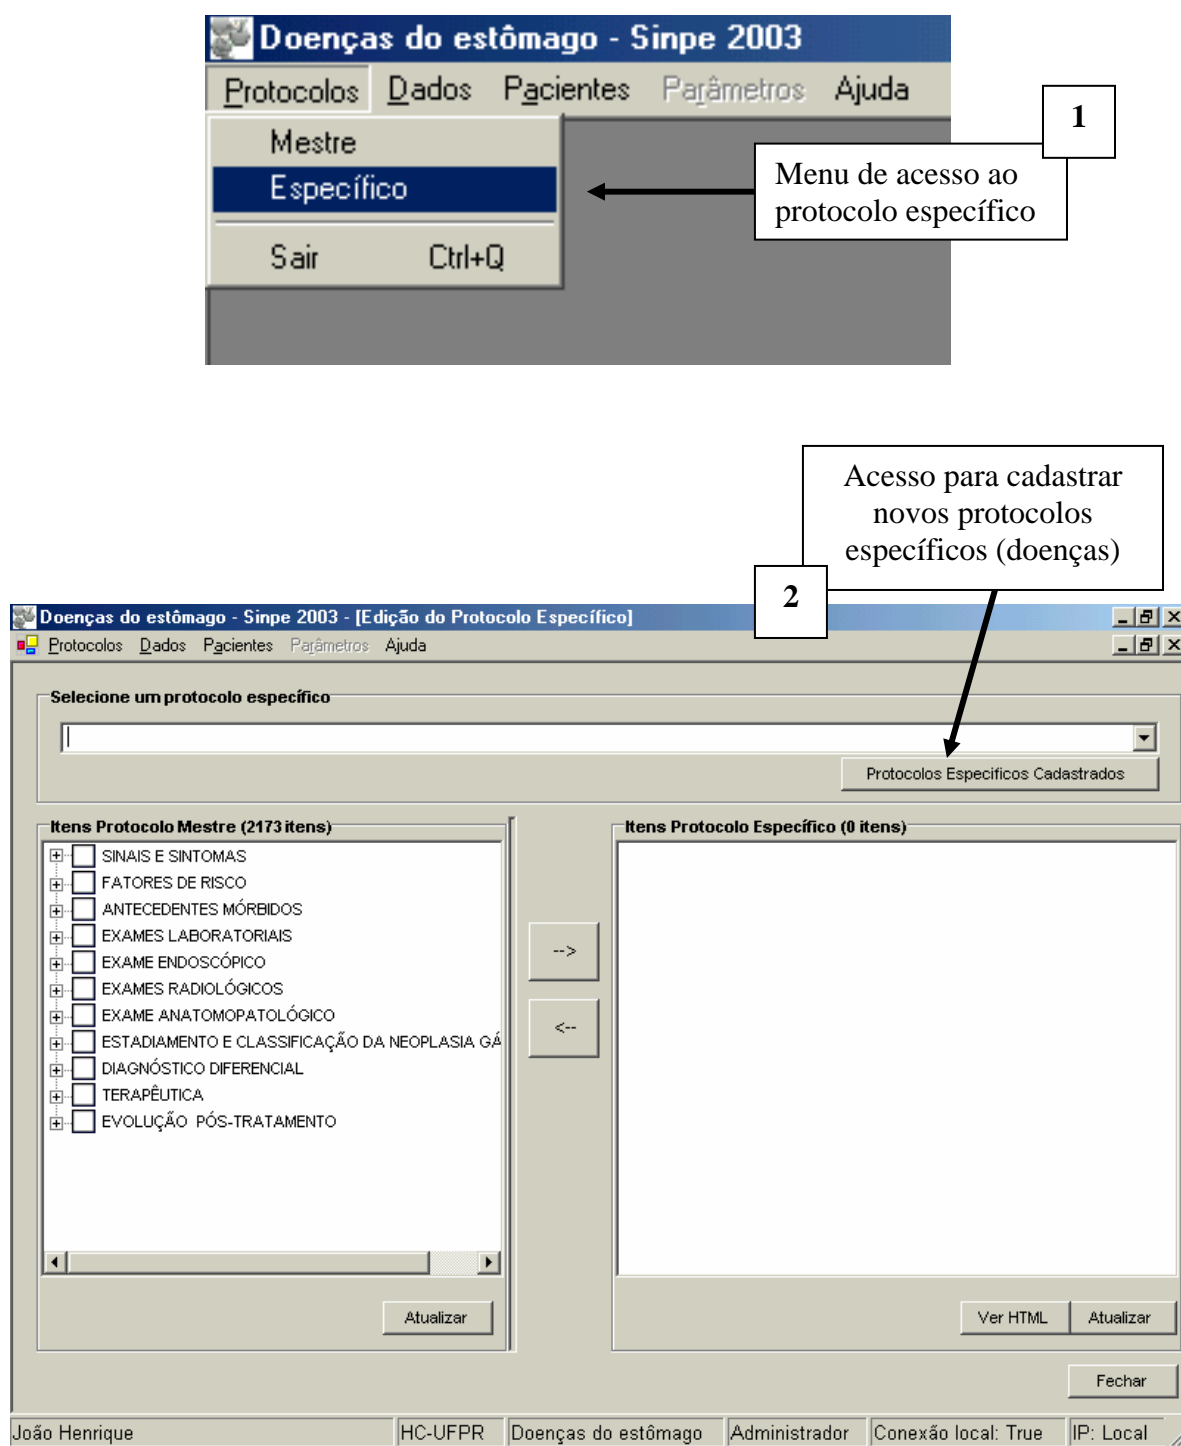 Doenças do estômago - Sinpe 2003
Protocolos Dados Pacientes Parâmetros Ajuda
1
Mestre
Específico
Sair Ctrl+Q
Menu de acesso ao
protocolo específico
Acesso para cadastrar
novos protocolos
específicos (doenças)
2
Doenças do estômago - Sinpe 2003 - [Edição do Protocolo Específico]
Protocolos Dados Pacientes Parâmetros Ajuda
Selecione um protocolo específico
Protocolos Especificos Cadastrados
Itens Protocolo Mestre (2173 itens)
SINAIS E SINTOMAS
FATORES DE RISCO
ANTECEDENTES MÓRBIDOS
EXAMES LABORATORIAIS
EXAME ENDOSCÓPICO
EXAMES RADIOLÓGICOS
EXAME ANATOMOPATOLÓGICO
ESTADIAMENTO E CLASSIFICAÇÃO DA NEOPLASIA GÁ
DIAGNÓSTICO DIFERENCIAL
TERAPÊUTICA
EVOLUÇÃO PÓS-TRATAMENTO
Atualizar
-->
<--
Itens Protocolo Específico (0 itens)
Ver HTML Atualizar
Fechar
João Henrique HC-UFPR Doenças do estômago Administrador Conexão local: True IP: Local